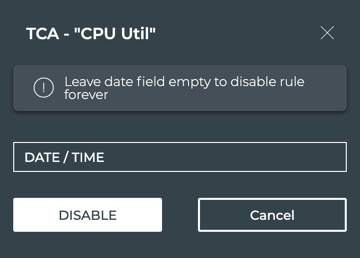 TCA - "CPU Util"
Leave date field empty to disable rule
forever
DATE / TIME
DISABLE
Cancel